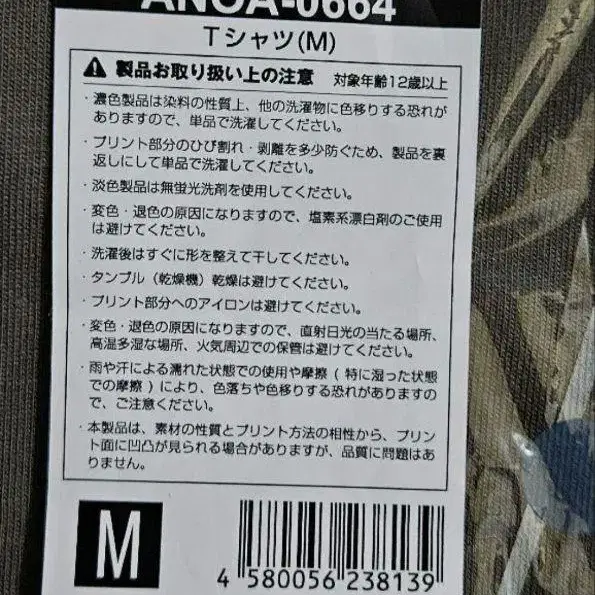 ANOA-0664
Tシャツ(M)
製品お取り扱い上の注意 対象年齢12歳以上
・濃色製品は染料の性質上、他の洗濯物に色移りする恐れが
ありますので、単品で洗濯してください。
・プリント部分のひび割れ・剥離を多少防ぐため、製品を裏
返しにして単品で洗濯してください。
・淡色製品は無蛍光洗剤を使用してください。
・変色・退色の原因になりますので、塩素系漂白剤のご使用
は避けてください。
・洗濯後はすぐに形を整えて干してください。
・タンブル（乾燥機）乾燥は避けてください。
・プリント部分へのアイロンは避けてください。
・変色・退色の原因になりますので、直射日光の当たる場所、
高温多湿な場所、火気周辺での保管は避けてください。
・雨や汗による濡れた状態での使用や摩擦（特に湿った状態
での摩擦）により、色落ちや色移りする恐れがありますの
で、ご注意ください。
・本製品は、素材の性質とプリント方法の相性から、プリン
ト面に凹凸が見られる場合がありますが、品質に問題はあ
りません。
M
4 580056 238139